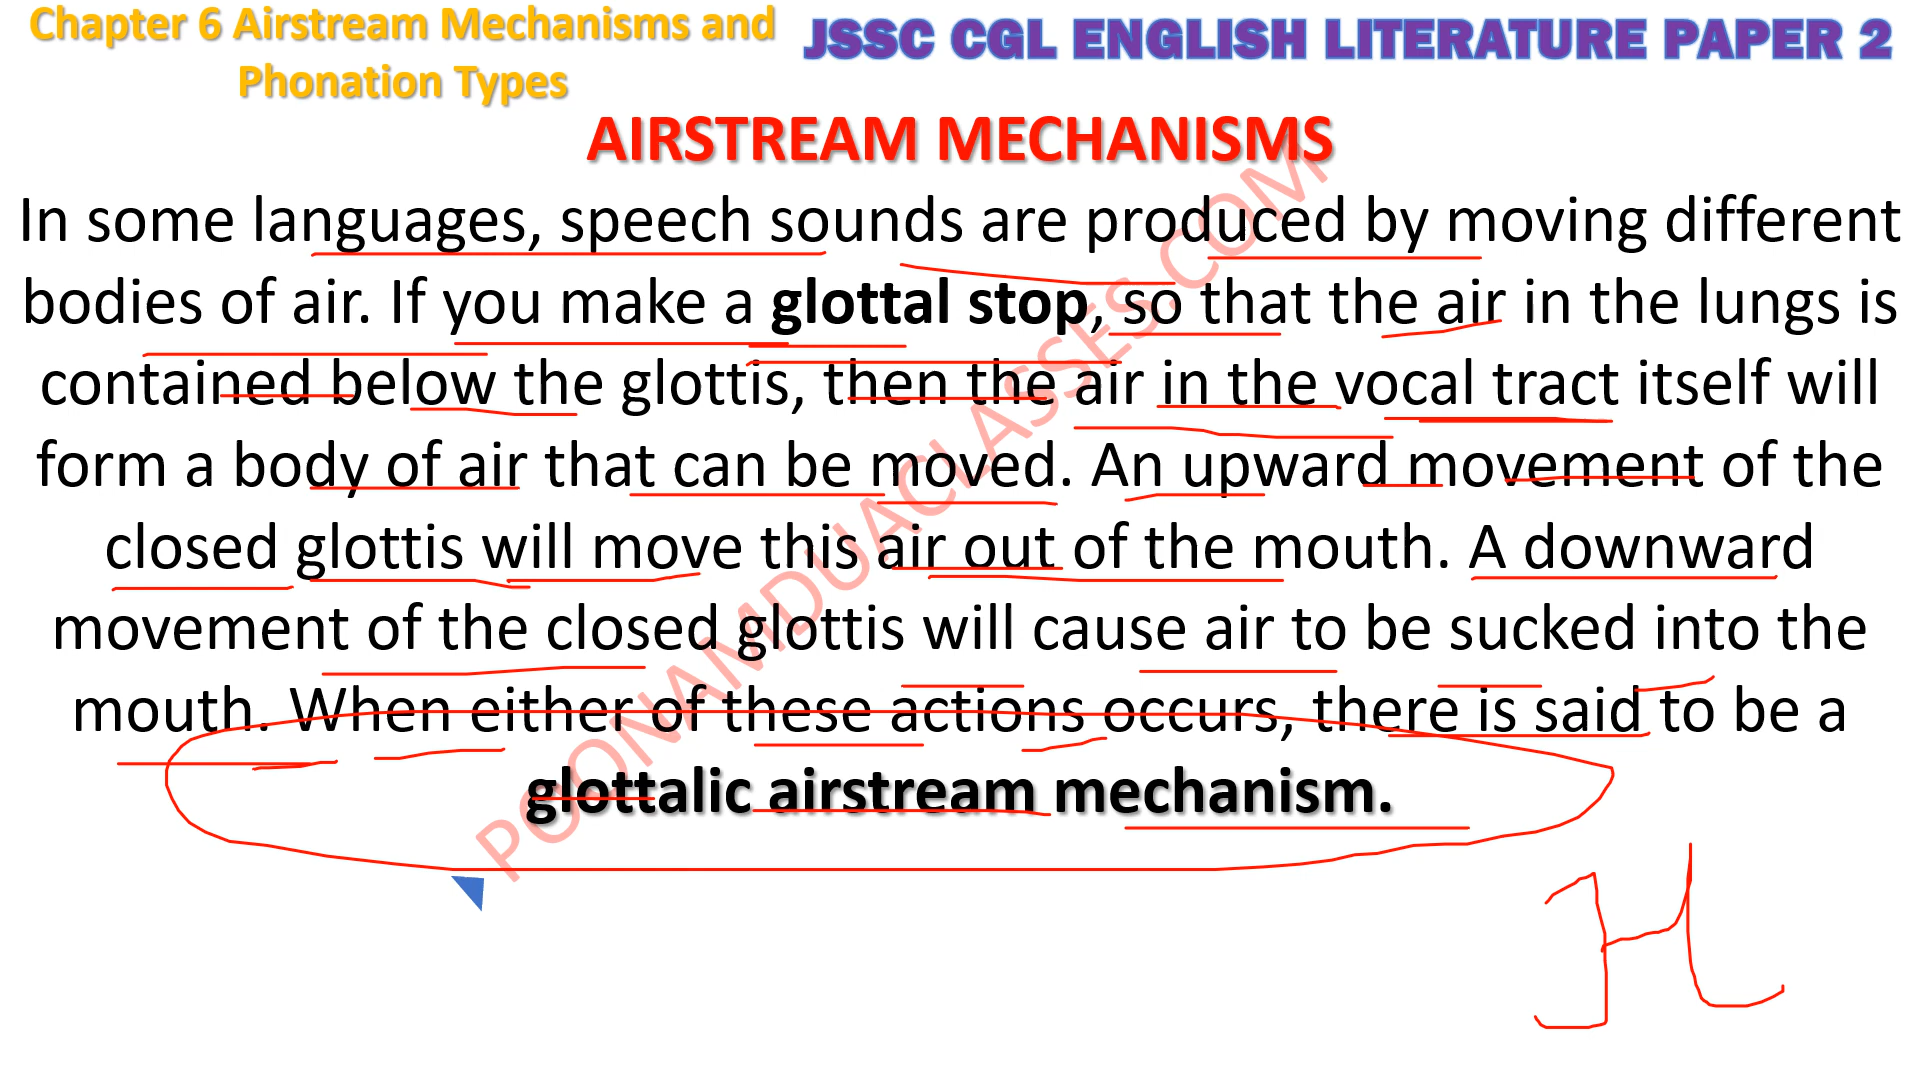 Chapter 6 Airstream Mechanisms and
Phonation Types
JSSC CGL ENGLISH LITERATURE PAPER 2
AIRSTREAM MECHANISMS
In some languages, speech sounds are produced by moving different
bodies of air. If you make a glottal stop, so that the air in the lungs is
contained below the glottis, then the air in the vocal tract itself will
form a body of air that can be moved. An upward movement of the
closed glottis will move this air out of the mouth. A downward
movement of the closed glottis will cause air to be sucked into the
mouth. When either of these actions occurs, there is said to be a
glottalic airstream mechanism.
POONAMDUACLASSES.COM
H